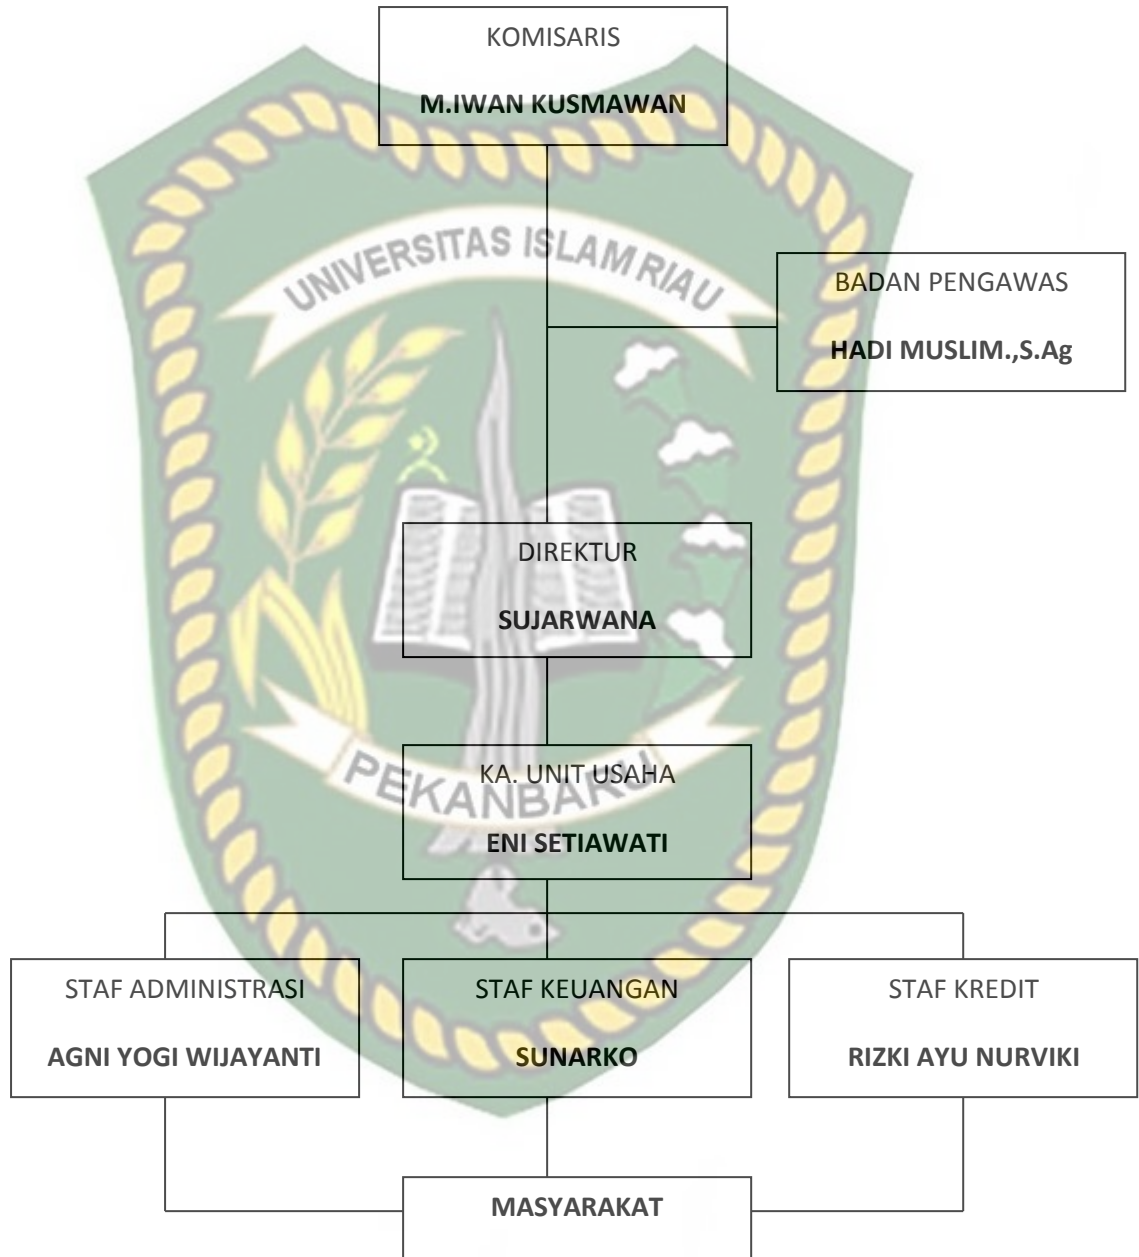 KOMISARIS
M.IWAN KUSMAWAN
UNIVERSITAS ISLAM RIAU
BADAN PENGAWAS
HADI MUSLIM.,S.Ag
DIREKTUR
SUJARWANA
KA. UNIT USAHA
PEKANBARU
ENI SETIAWATI
STAF ADMINISTRASI
AGNI YOGI WIJAYANTI
STAF KEUANGAN
SUNARKO
STAF KREDIT
RIZKI AYU NURVIKI
MASYARAKAT